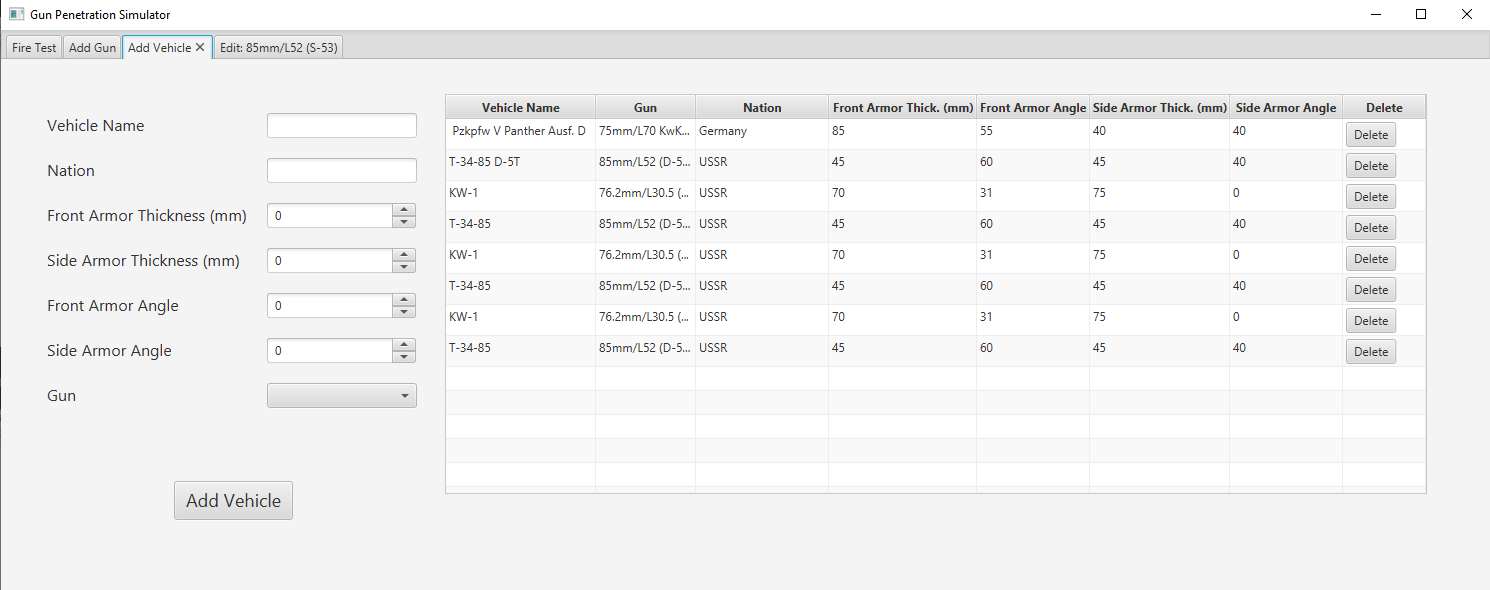 Gun Penetration Simulator
Fire Test Add Gun Add Vehicle Edit: 85mm/L52 (S-53)
Vehicle Name
Nation
Front Armor Thickness (mm) 0
Side Armor Thickness (mm) 0
Front Armor Angle 0
Side Armor Angle 0
Gun
Add Vehicle
Vehicle Name Gun Nation Front Armor Thick. (mm) Front Armor Angle Side Armor Thick. (mm) Side Armor Angle Delete
Pzkpfw V Panther Ausf. D 75mm/L70 KwK... Germany 85 55 40 40 Delete
T-34-85 D-5T 85mm/L52 (D-5... USSR 45 60 45 40 Delete
KW-1 76.2mm/L30.5 (... USSR 70 31 75 0 Delete
T-34-85 85mm/L52 (D-5... USSR 45 60 45 40 Delete
KW-1 76.2mm/L30.5 (... USSR 70 31 75 0 Delete
T-34-85 85mm/L52 (D-5... USSR 45 60 45 40 Delete
KW-1 76.2mm/L30.5 (... USSR 70 31 75 0 Delete
T-34-85 85mm/L52 (D-5... USSR 45 60 45 40 Delete